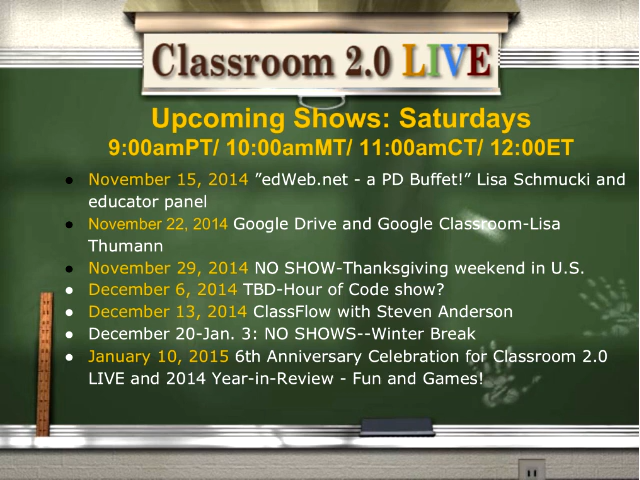 Classroom 2.0 LIVE
Upcoming Shows: Saturdays
9:00amPT/ 10:00amMT/ 11:00amCT/ 12:00ET
● November 15, 2014 ”edWeb.net - a PD Buffet!” Lisa Schmucki and
educator panel
● November 22, 2014 Google Drive and Google Classroom-Lisa
Thumann
● November 29, 2014 NO SHOW-Thanksgiving weekend in U.S.
● December 6, 2014 TBD-Hour of Code show?
● December 13, 2014 ClassFlow with Steven Anderson
● December 20-Jan. 3: NO SHOWS--Winter Break
● January 10, 2015 6th Anniversary Celebration for Classroom 2.0
LIVE and 2014 Year-in-Review - Fun and Games!